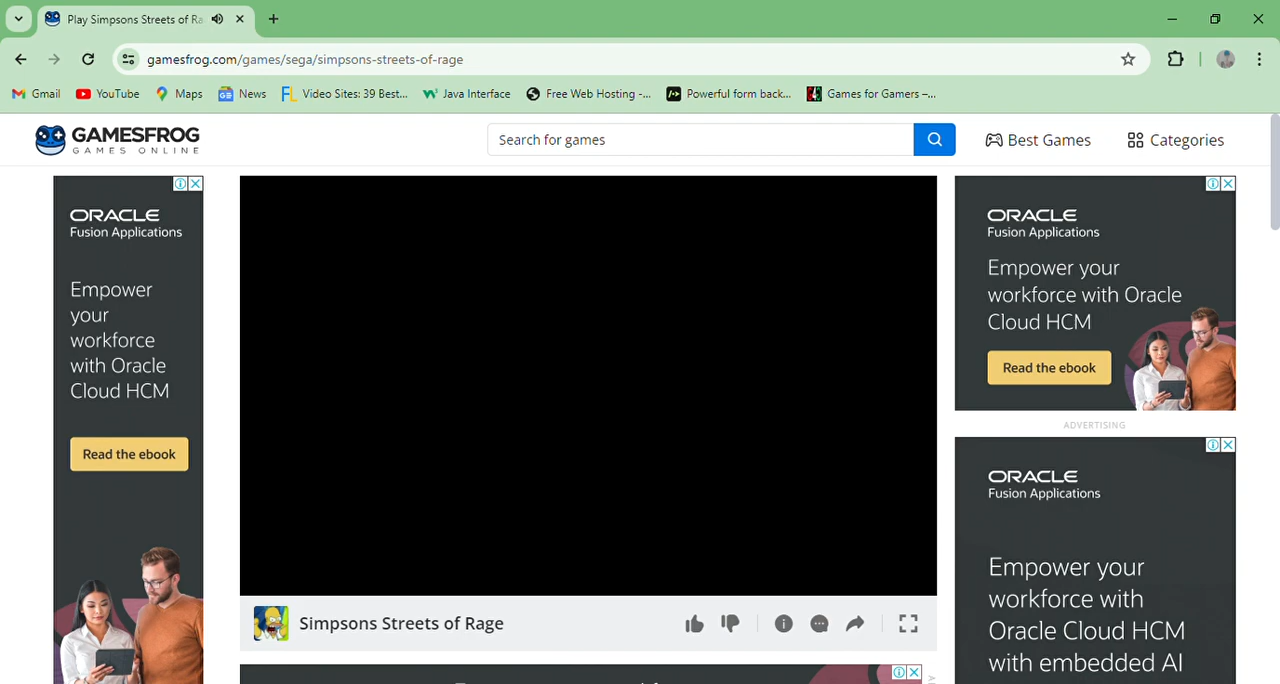 Play Simpsons Streets of Ra
gamesfrog.com/games/sega/simpsons-streets-of-rage
Gmail
YouTube
Maps
News
Video Sites: 39 Best...
Java Interface
Free Web Hosting -...
Powerful form back...
Games for Gamers –...
GAMESFROG
GAMES ONLINE
Search for games
Best Games
Categories
ORACLE
Fusion Applications
Empower
your
workforce
with Oracle
Cloud HCM
Read the ebook
Simpsons Streets of Rage
ORACLE
Fusion Applications
Empower your
workforce with Oracle
Cloud HCM
Read the ebook
ADVERTISING
ORACLE
Fusion Applications
Empower your
workforce with
Oracle Cloud HCM
with embedded AI